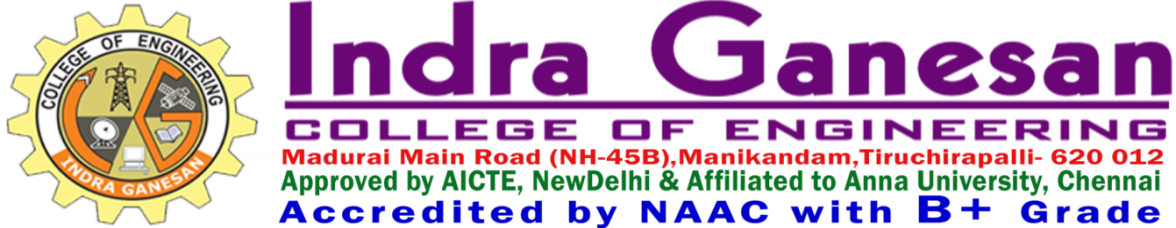 COLLEGE OF ENGINEERING
INDRA GANESAN
Indra Ganesan
COLLEGE OF ENGINEERING
Madurai Main Road (NH-45B),Manikandam,Tiruchirapalli- 620 012
Approved by AICTE, NewDelhi & Affiliated to Anna University, Chennai
Accredited by NAAC with B+ Grade